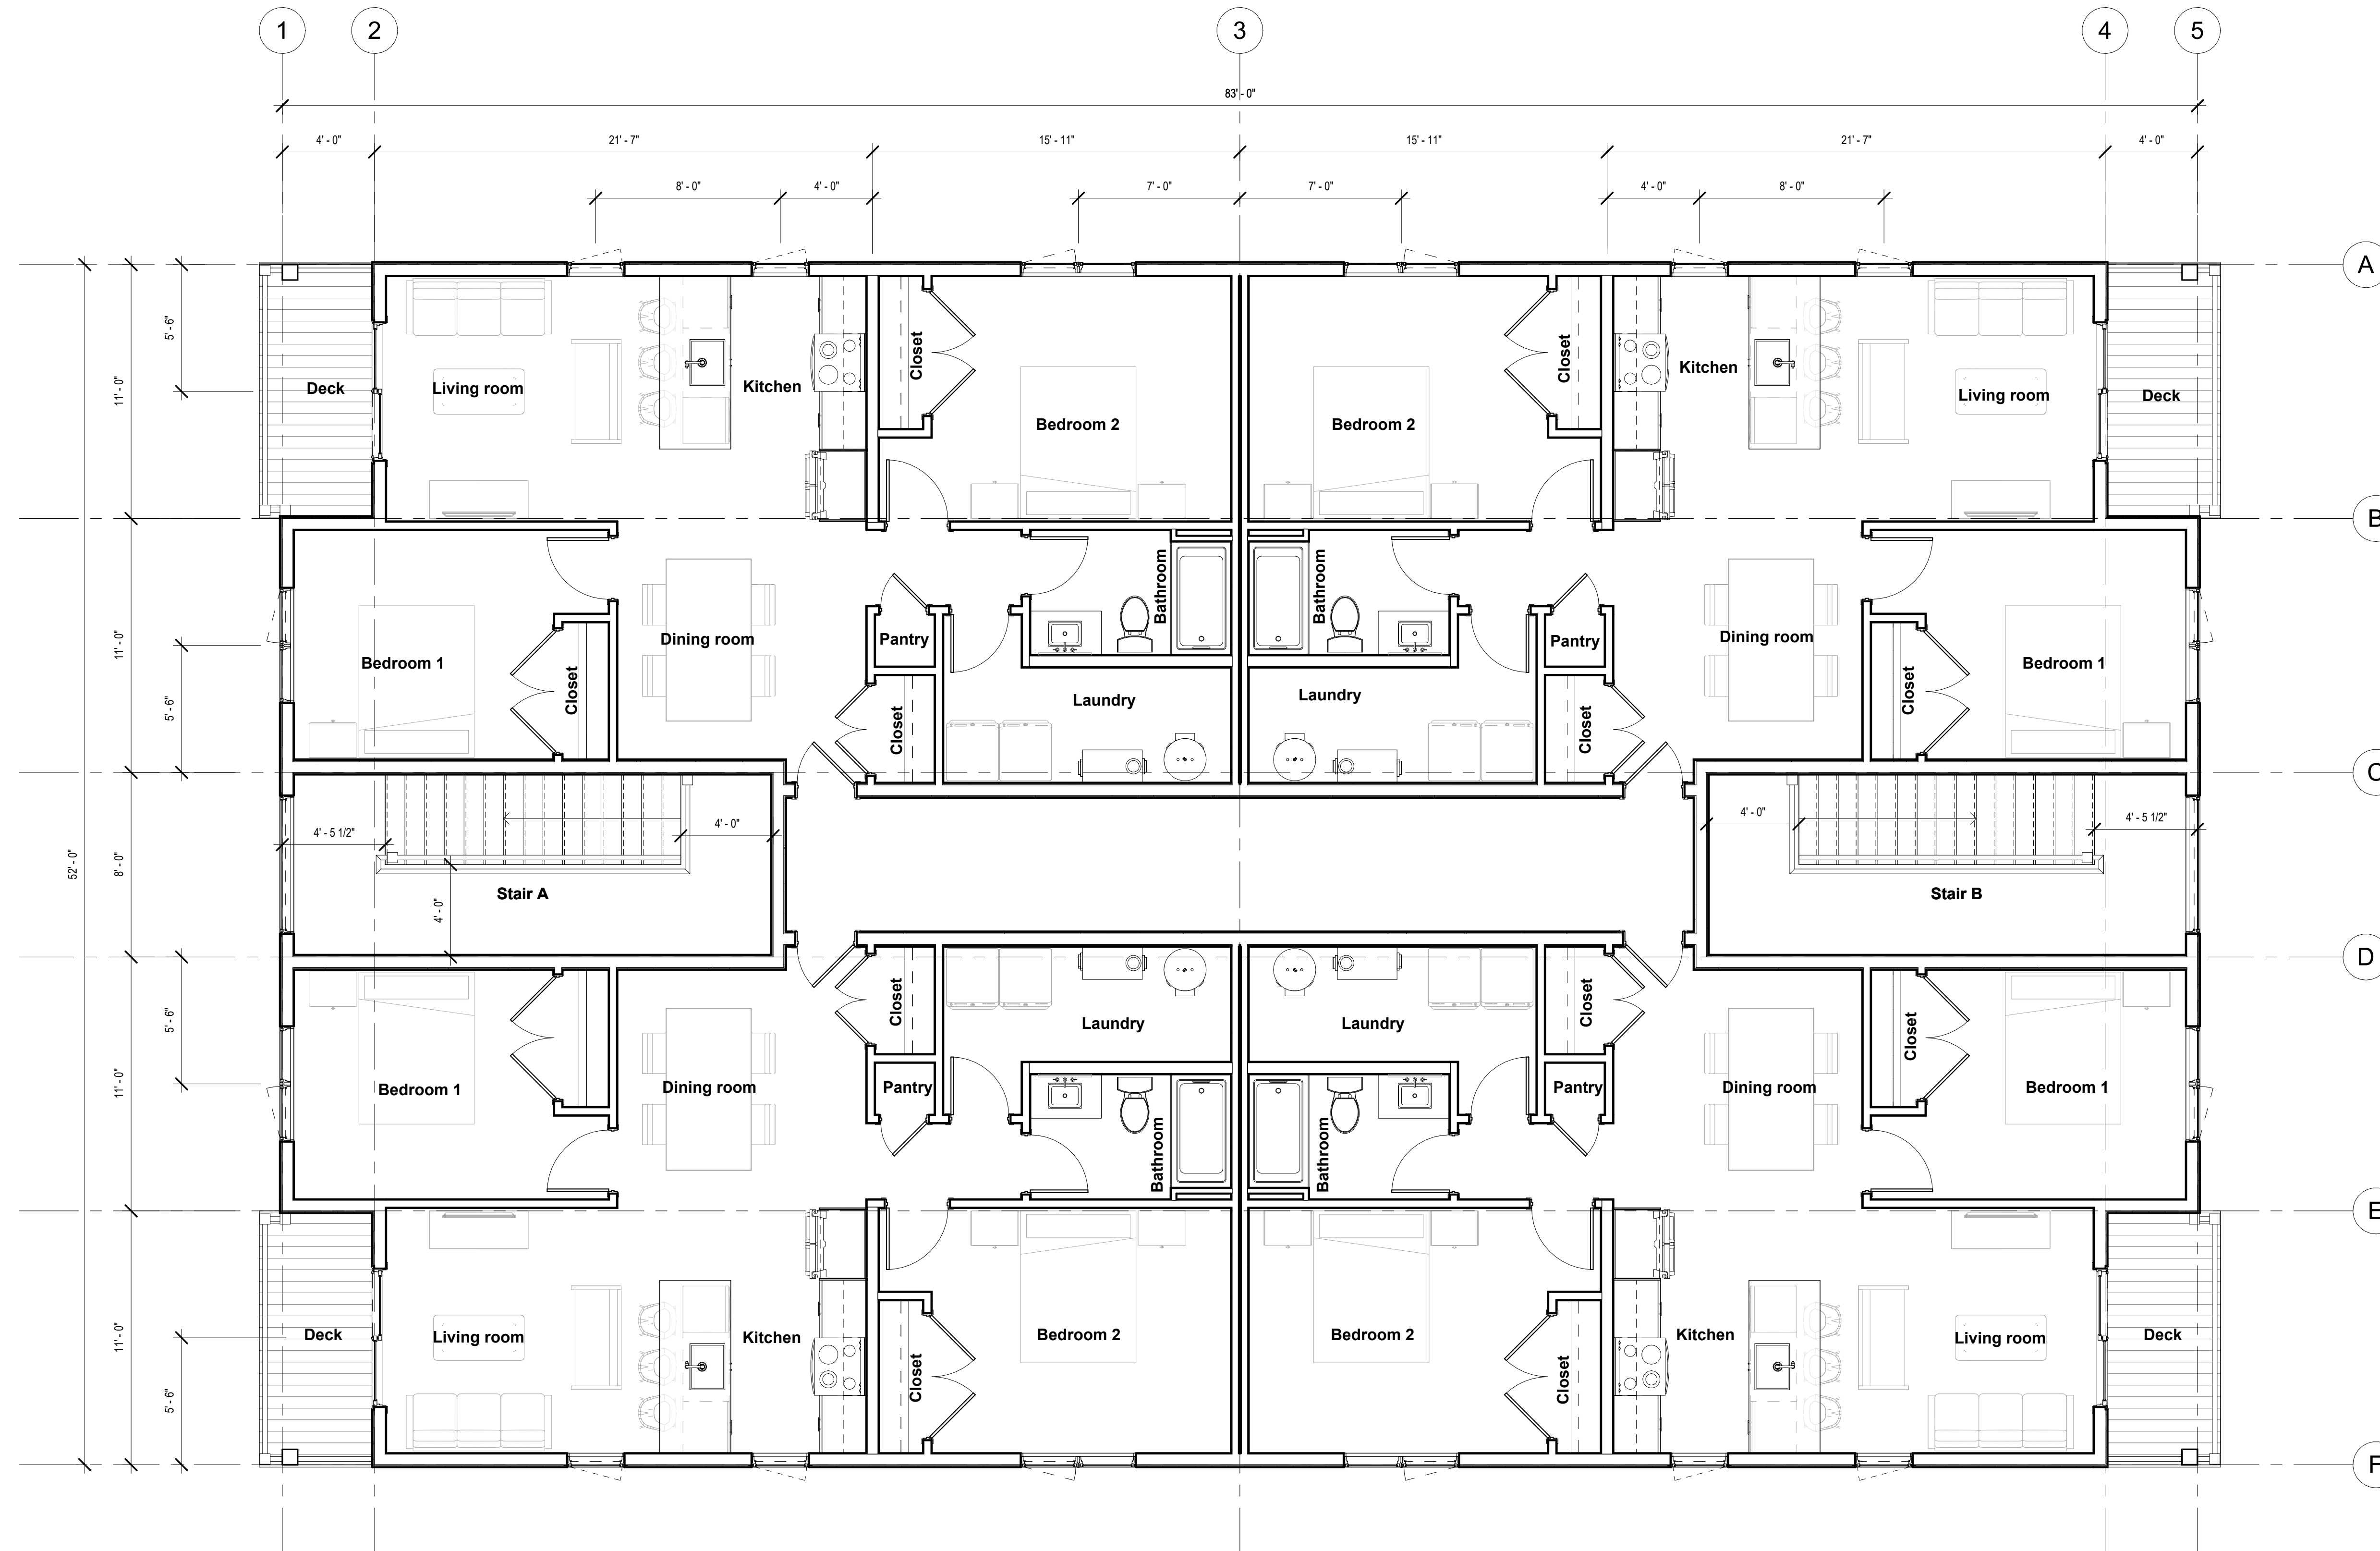 1 2 3 4 5
83' - 0"
4' - 0" 21' - 7" 15' - 11" 15' - 11" 21' - 7" 4' - 0"
8' - 0" 4' - 0" 7' - 0" 7' - 0" 4' - 0" 8' - 0"
A
5' - 6"
11' - 0"
Deck Living room Kitchen Closet Bedroom 2 Bedroom 2 Closet Kitchen Living room Deck
B
11' - 0"
5' - 6"
Bedroom 1 Closet Dining room Pantry Closet Bathroom Laundry Bathroom Laundry Pantry Closet Dining room Closet Bedroom 1
C
52' - 0"
8' - 0"
4' - 5 1/2" 4' - 0" 4' - 0" 4' - 5 1/2"
Stair A Stair B
4' - 0"
D
5' - 6"
11' - 0"
Closet Laundry Laundry Closet Closet
Bedroom 1 Dining room Pantry Bathroom Bathroom Pantry Dining room Bedroom 1
E
11' - 0"
5' - 6"
Deck Living room Kitchen Closet Bedroom 2 Bedroom 2 Closet Kitchen Living room Deck
F